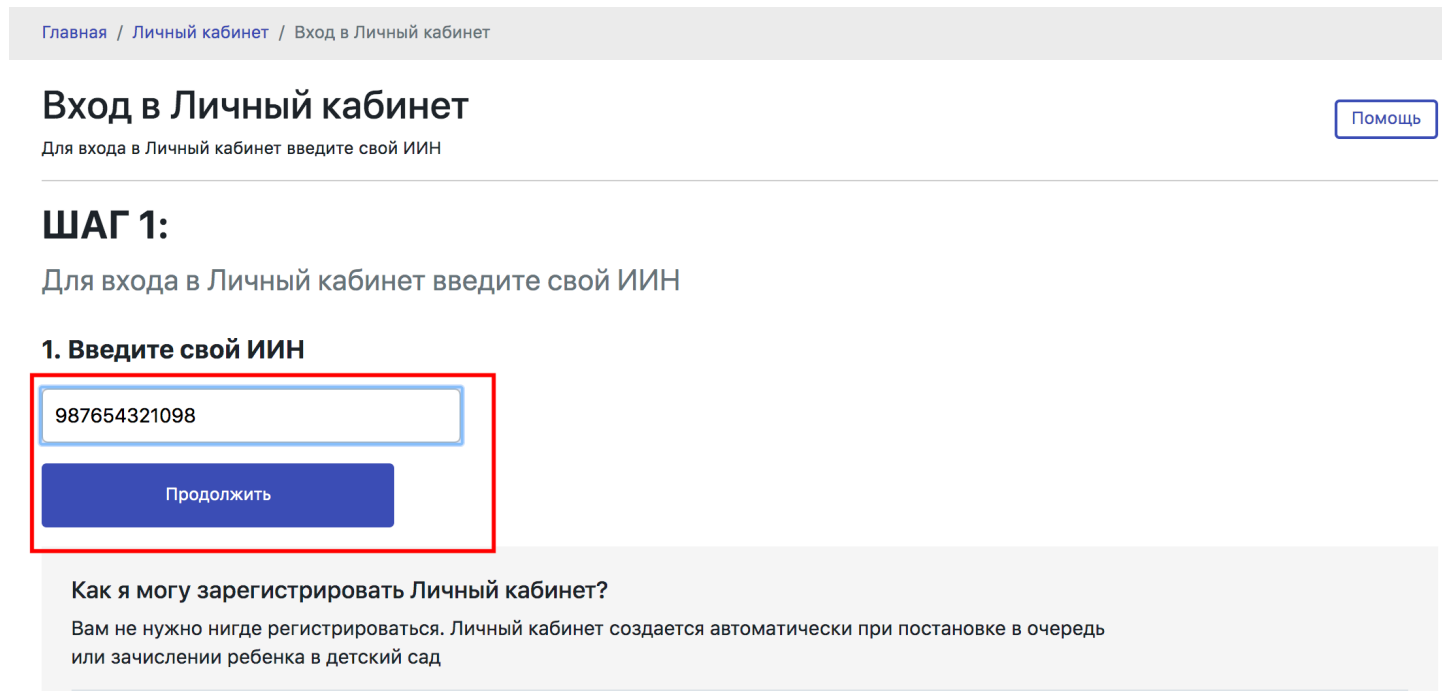 Главная / Личный кабинет / Вход в Личный кабинет
Вход в Личный кабинет
Помощь
Для входа в Личный кабинет введите свой ИИН
ШАГ 1:
Для входа в Личный кабинет введите свой ИИН
1. Введите свой ИИН
987654321098
Продолжить
Как я могу зарегистрировать Личный кабинет?
Вам не нужно нигде регистрироваться. Личный кабинет создается автоматически при постановке в очередь
или зачислении ребенка в детский сад